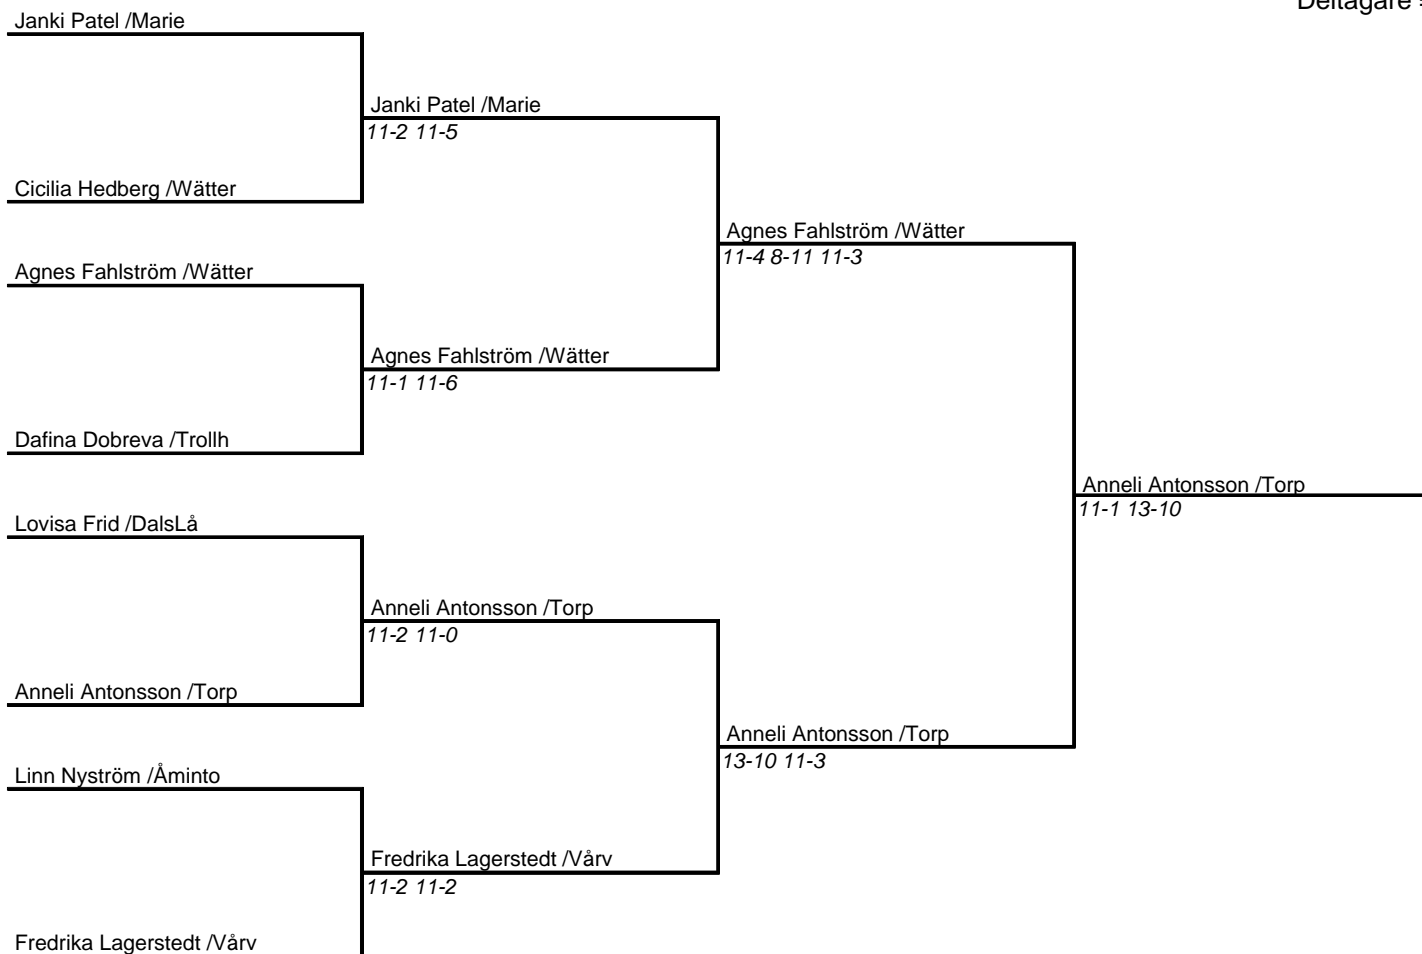 Deltagare =
Janki Patel /Marie
Janki Patel /Marie
11-2 11-5
Cicilia Hedberg /Wätter
Agnes Fahlström /Wätter
11-4 8-11 11-3
Agnes Fahlström /Wätter
Agnes Fahlström /Wätter
11-1 11-6
Dafina Dobreva /Trollh
Anneli Antonsson /Torp
11-1 13-10
Lovisa Frid /DalsLå
Anneli Antonsson /Torp
11-2 11-0
Anneli Antonsson /Torp
Anneli Antonsson /Torp
13-10 11-3
Linn Nyström /Åminto
Fredrika Lagerstedt /Vårv
11-2 11-2
Fredrika Lagerstedt /Vårv